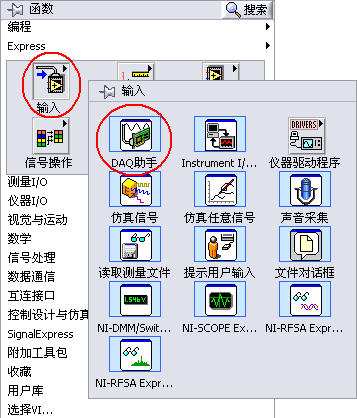 函数
搜索
编程
Express
输入
信号操作
测量I/O
仪器I/O
视觉与运动
数学
信号处理
数据通信
互连接口
控制设计与仿真
SignalExpress
附加工具包
收藏
用户库
选择VI...
输入
DAQ助手
Instrument I/...
DRIVERS
仪器驱动程序
仿真信号
仿真任意信号
声音采集
读取测量文件
提示用户输入
文件对话框
1.546V
NI-DMM/Swit...
NI-SCOPE Ex...
NI-RFSA Expr...
NI-RFSA Expr...